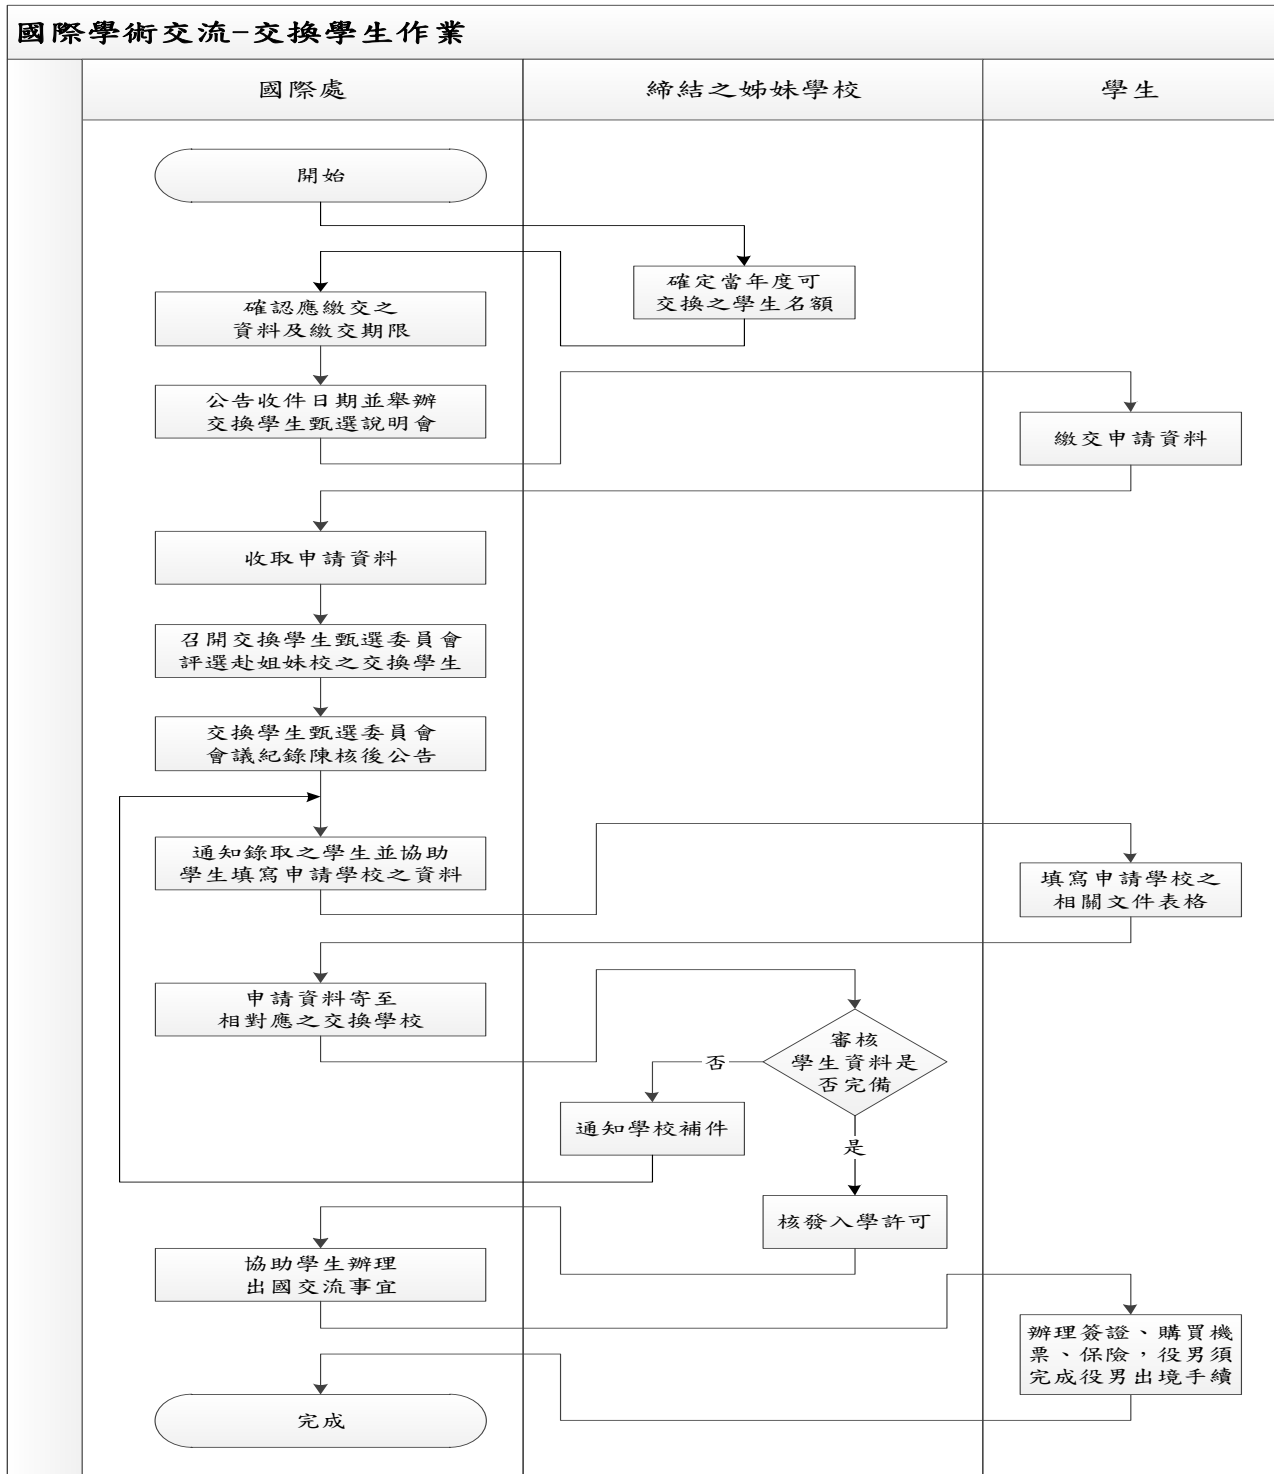 國際學術交流-交換學生作業
國際處
締結之姊妹學校
學生
開始
確定當年度可
交換之學生名額
確認應繳交之
資料及繳交期限
公告收件日期並舉辦
交換學生甄選說明會
繳交申請資料
收取申請資料
召開交換學生甄選委員會
評選赴姐妹校之交換學生
交換學生甄選委員會
會議紀錄陳核後公告
通知錄取之學生並協助
學生填寫申請學校之資料
填寫申請學校之
相關文件表格
申請資料寄至
相對應之交換學校
審核
學生資料是
否完備
否
通知學校補件
是
核發入學許可
協助學生辦理
出國交流事宜
辦理簽證、購買機
票、保險，役男須
完成役男出境手續
完成